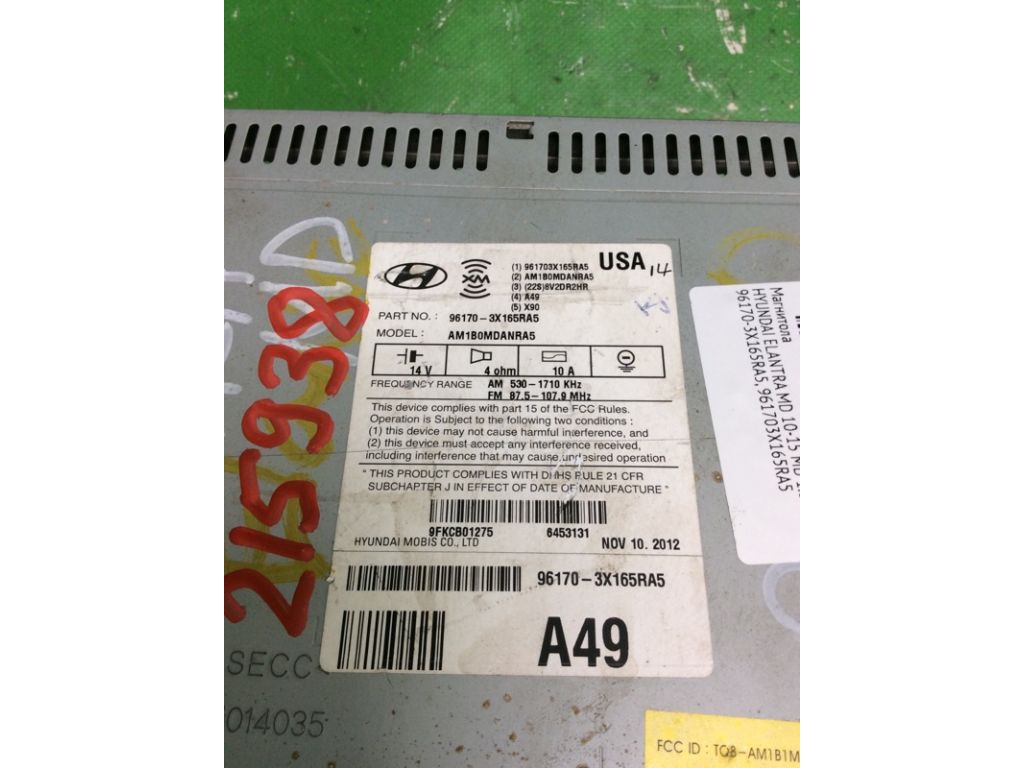 USA 14
XM
(1) 961703X165RA5
(2) AM1B0MDANRA5
(3) (22S)8V2DR2HR
(4) A49
(5) X90
PART NO. : 96170-3X165RA5
MODEL : AM1B0MDANRA5
14 V 4 ohm 10 A
FREQUENCY RANGE AM 530-1710 KHz
FM 87.5-107.9 MHz
This device complies with part 15 of the FCC Rules.
Operation is Subject to the following two conditions :
(1) this device may not cause harmful inerference, and
(2) this device must accept any interference received,
including interference that may cause undesired operation
" THIS PRODUCT COMPLIES WITH DHHS RULE 21 CFR
SUBCHAPTER J IN EFFECT OF DATE OF MANUFACTURE "
9FKCB01275 6453131
HYUNDAI MOBIS CO., LTD NOV 10. 2012
96170-3X165RA5
A49
215938
SECC
014035
Магнитола
HYUNDAI ELANTRA MD 10-15 MD
96170-3X165RA5, 961703X165RA5
FCC ID : TQ8-AM1B1M